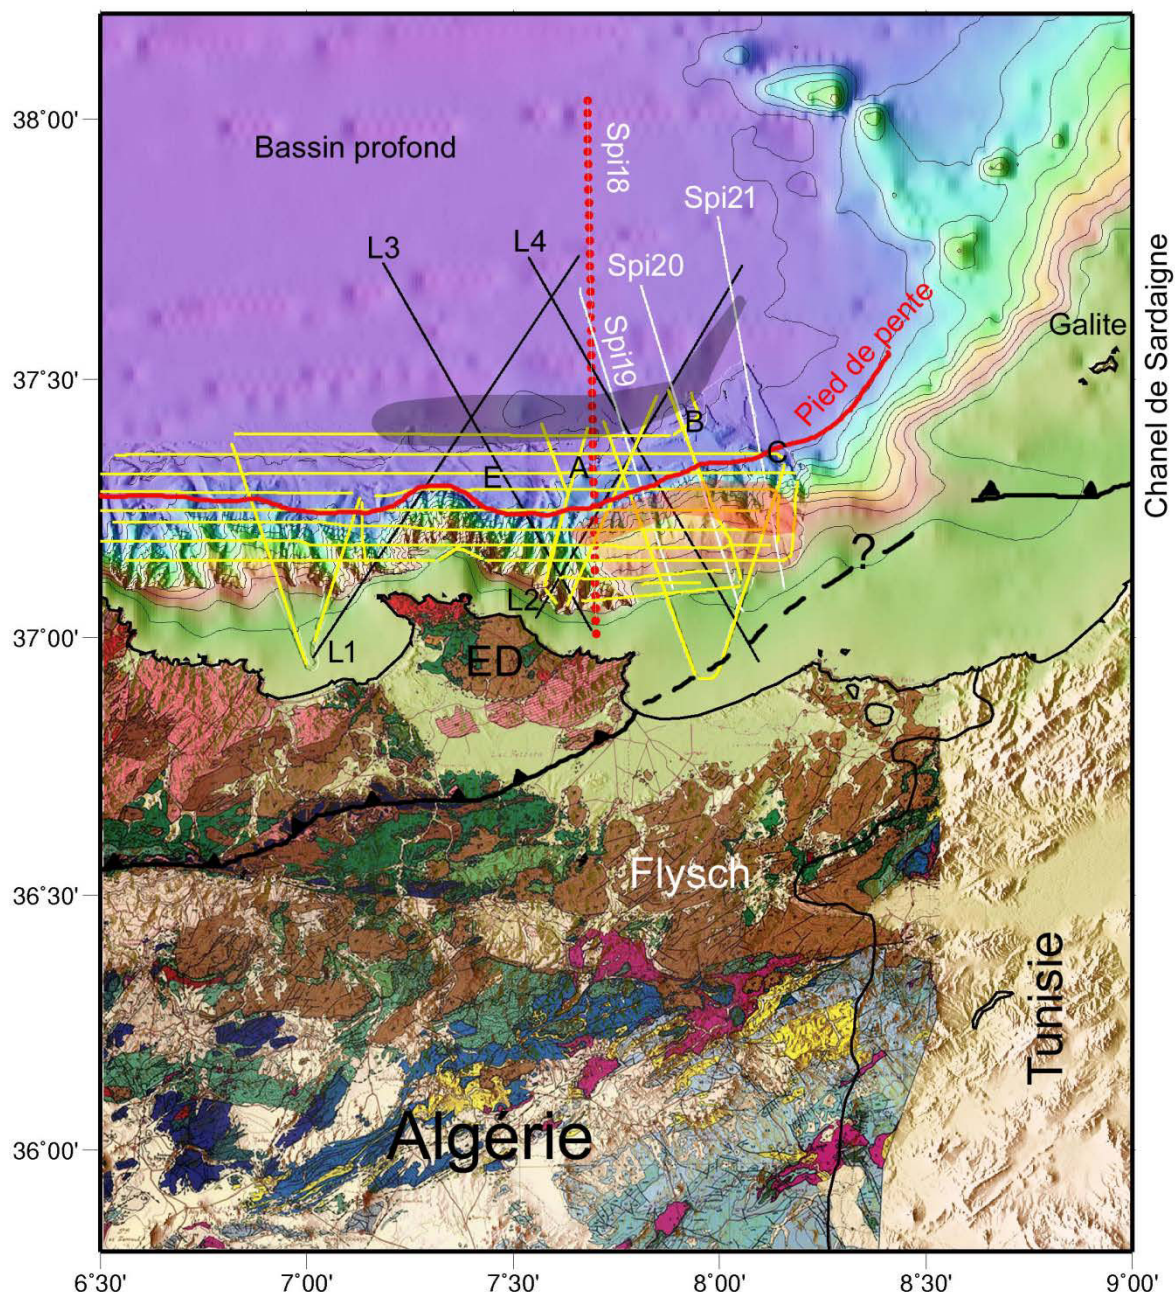 38°00'
37°30'
37°00'
36°30'
36°00'
6°30'
7°00'
7°30'
8°00'
8°30'
9°00'
Bassin profond
Spi18
Spi21
L3
L4
Spi20
Spi19
Galite
Chanel de Sardaigne
Pied de pente
B
C
E
A
?
L2
L1
ED
Flysch
Tunisie
Algérie